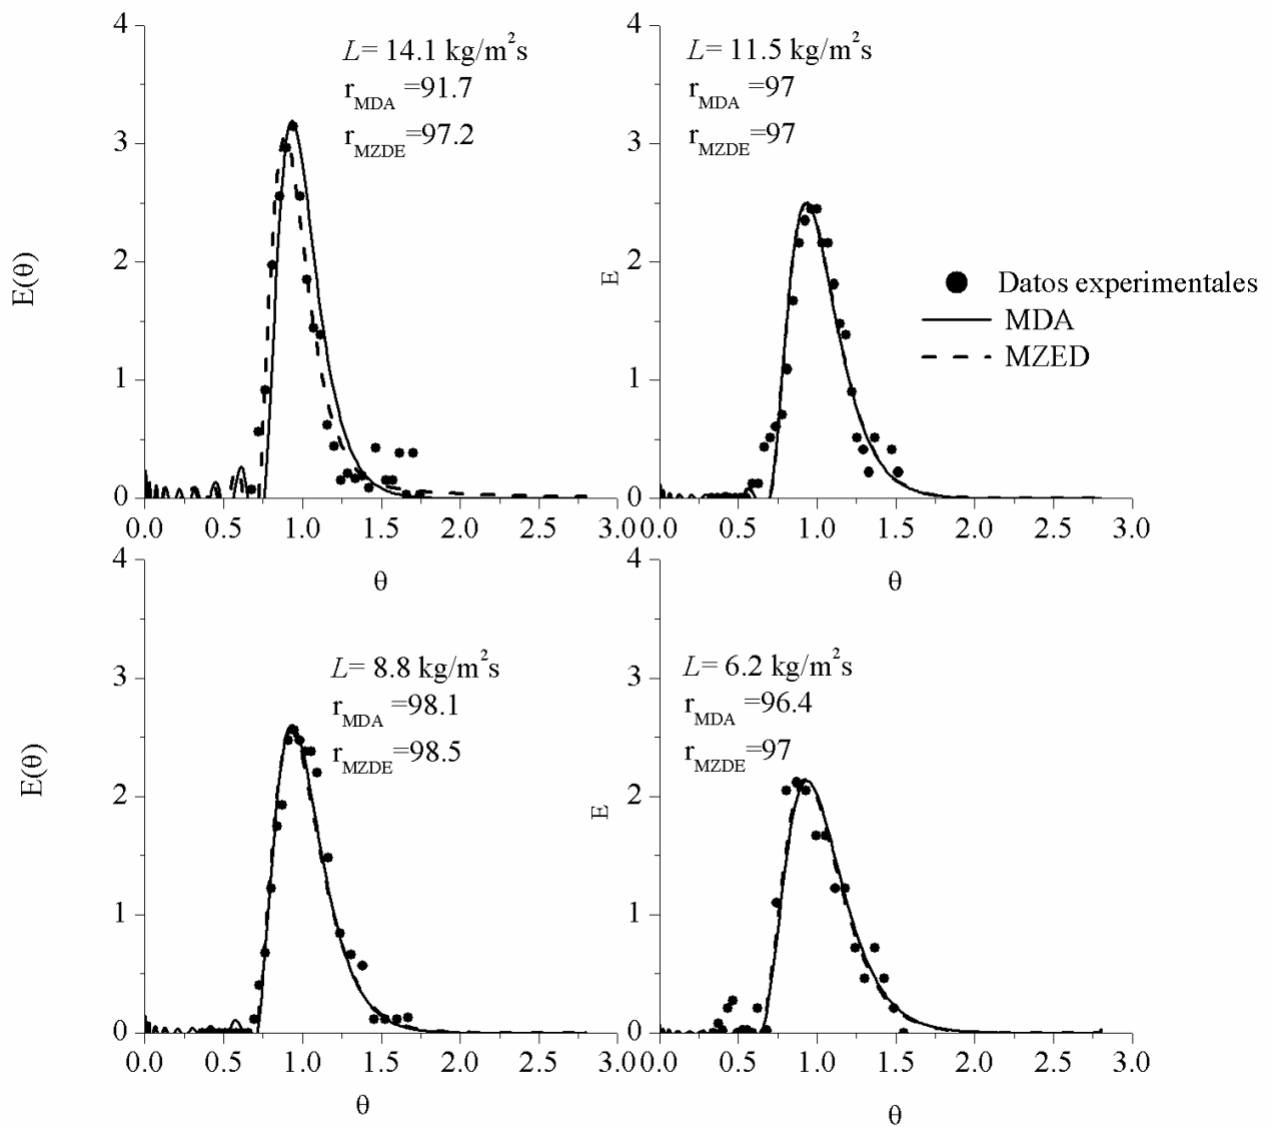 L= 14.1 kg/m²s
r_MDA =91.7
r_MZDE=97.2
E(θ)
4
3
2
1
0
0.0 0.5 1.0 1.5 2.0 2.5 3.0
θ
L= 11.5 kg/m²s
r_MDA =97
r_MZDE=97
E
4
3
2
1
0
0.0 0.5 1.0 1.5 2.0 2.5 3.0
θ
Datos experimentales
MDA
MZED
L= 8.8 kg/m²s
r_MDA =98.1
r_MZDE=98.5
E(θ)
4
3
2
1
0
0.0 0.5 1.0 1.5 2.0 2.5 3.0
θ
L= 6.2 kg/m²s
r_MDA =96.4
r_MZDE=97
E
4
3
2
1
0
0.0 0.5 1.0 1.5 2.0 2.5 3.0
θ